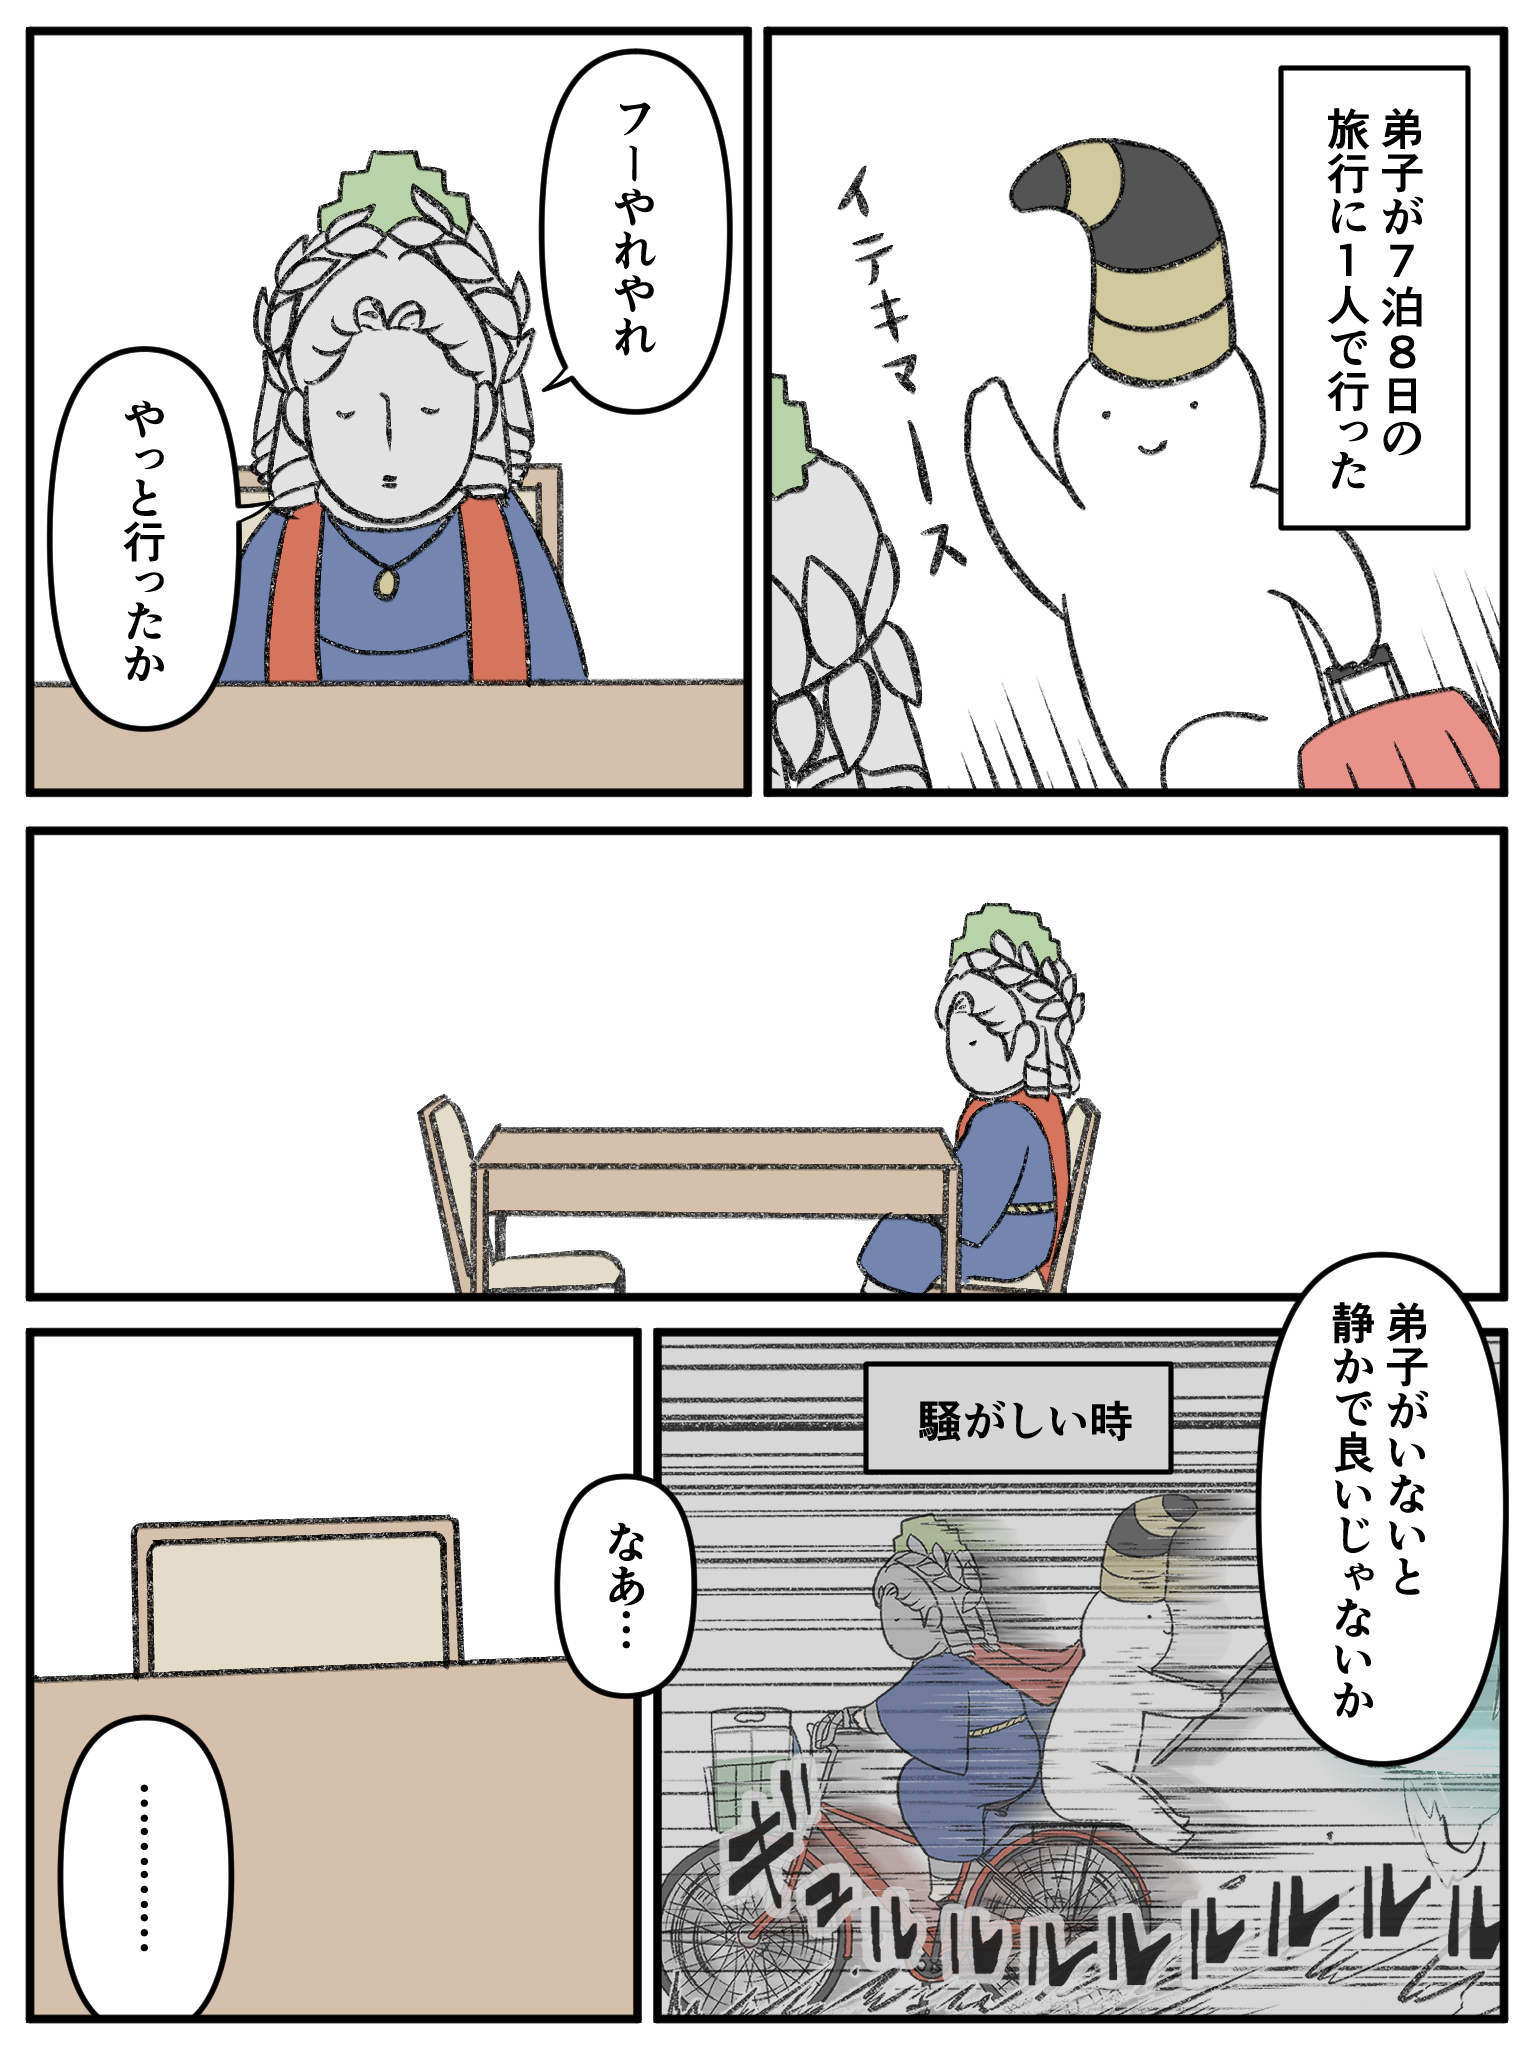 弟子が７泊８日の
旅行に１人で行った
イテキマース
フーやれやれ
やっと行ったか
弟子がいないと
静かで良いじゃないか
騒がしい時
ギュルルルルルルルルル
なあ…
…………